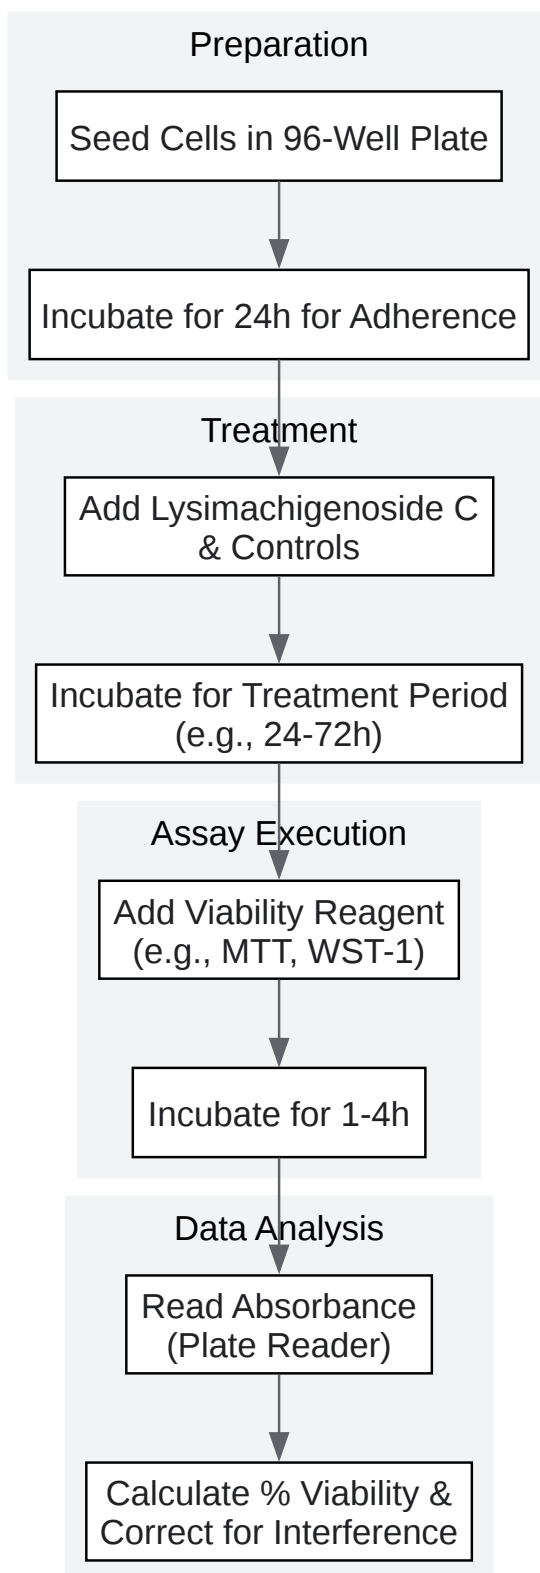 Preparation
Seed Cells in 96-Well Plate
Incubate for 24h for Adherence
Treatment
Add Lysimachigenoside C
& Controls
Incubate for Treatment Period
(e.g., 24-72h)
Assay Execution
Add Viability Reagent
(e.g., MTT, WST-1)
Incubate for 1-4h
Data Analysis
Read Absorbance
(Plate Reader)
Calculate % Viability &
Correct for Interference